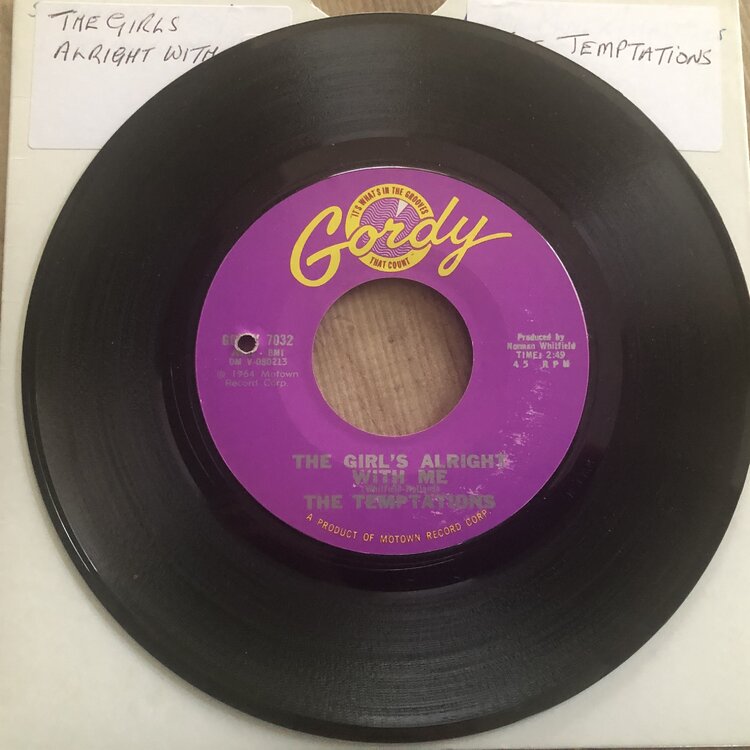 THE GIRLS
ALRIGHT WITH
TEMPTATIONS
"IT'S WHAT'S IN THE GROOVES
Gordy
THAT COUNT"
7032
BMI
DM V-080213
© 1964 Motown
Record Corp.
Produced by
Norman Whitfield
TIME: 2:49
45 RPM
THE GIRL'S ALRIGHT
WITH ME
THE TEMPTATIONS
A PRODUCT OF MOTOWN RECORD CORP.